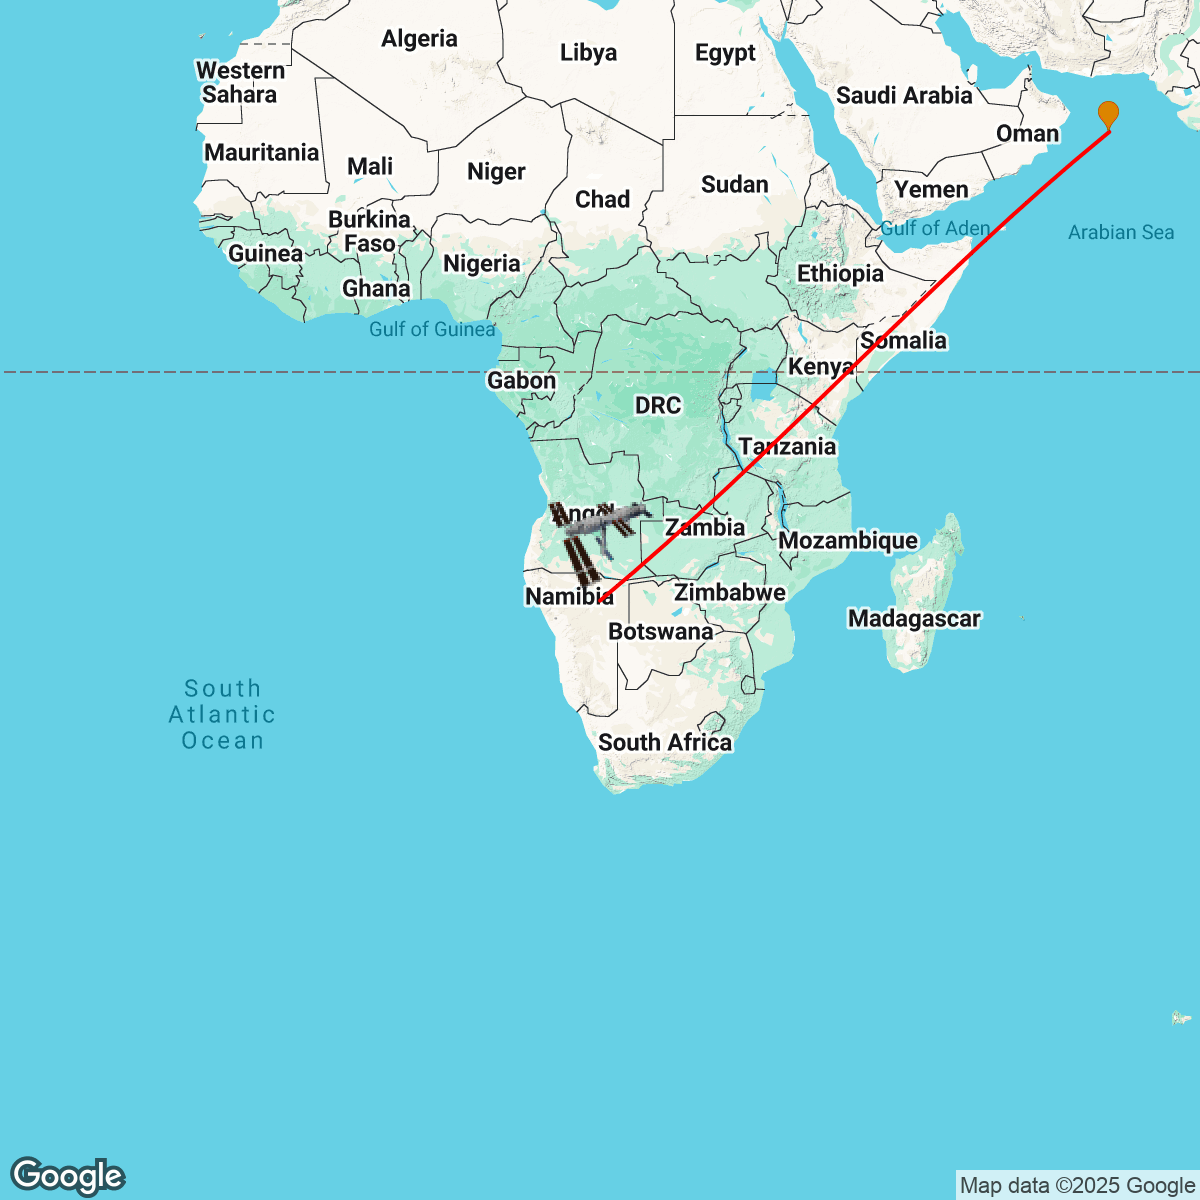 Algeria
Libya
Egypt
Western
Sahara
Saudi Arabia
Oman
Mauritania
Mali
Niger
Chad
Sudan
Yemen
Burkina
Faso
Gulf of Aden
Arabian Sea
Guinea
Nigeria
Ethiopia
Ghana
Gulf of Guinea
Somalia
Kenya
Gabon
DRC
Tanzania
Zambia
Mozambique
Namibia
Zimbabwe
Botswana
Madagascar
South
Atlantic
Ocean
South Africa
Google
Map data ©2025 Google